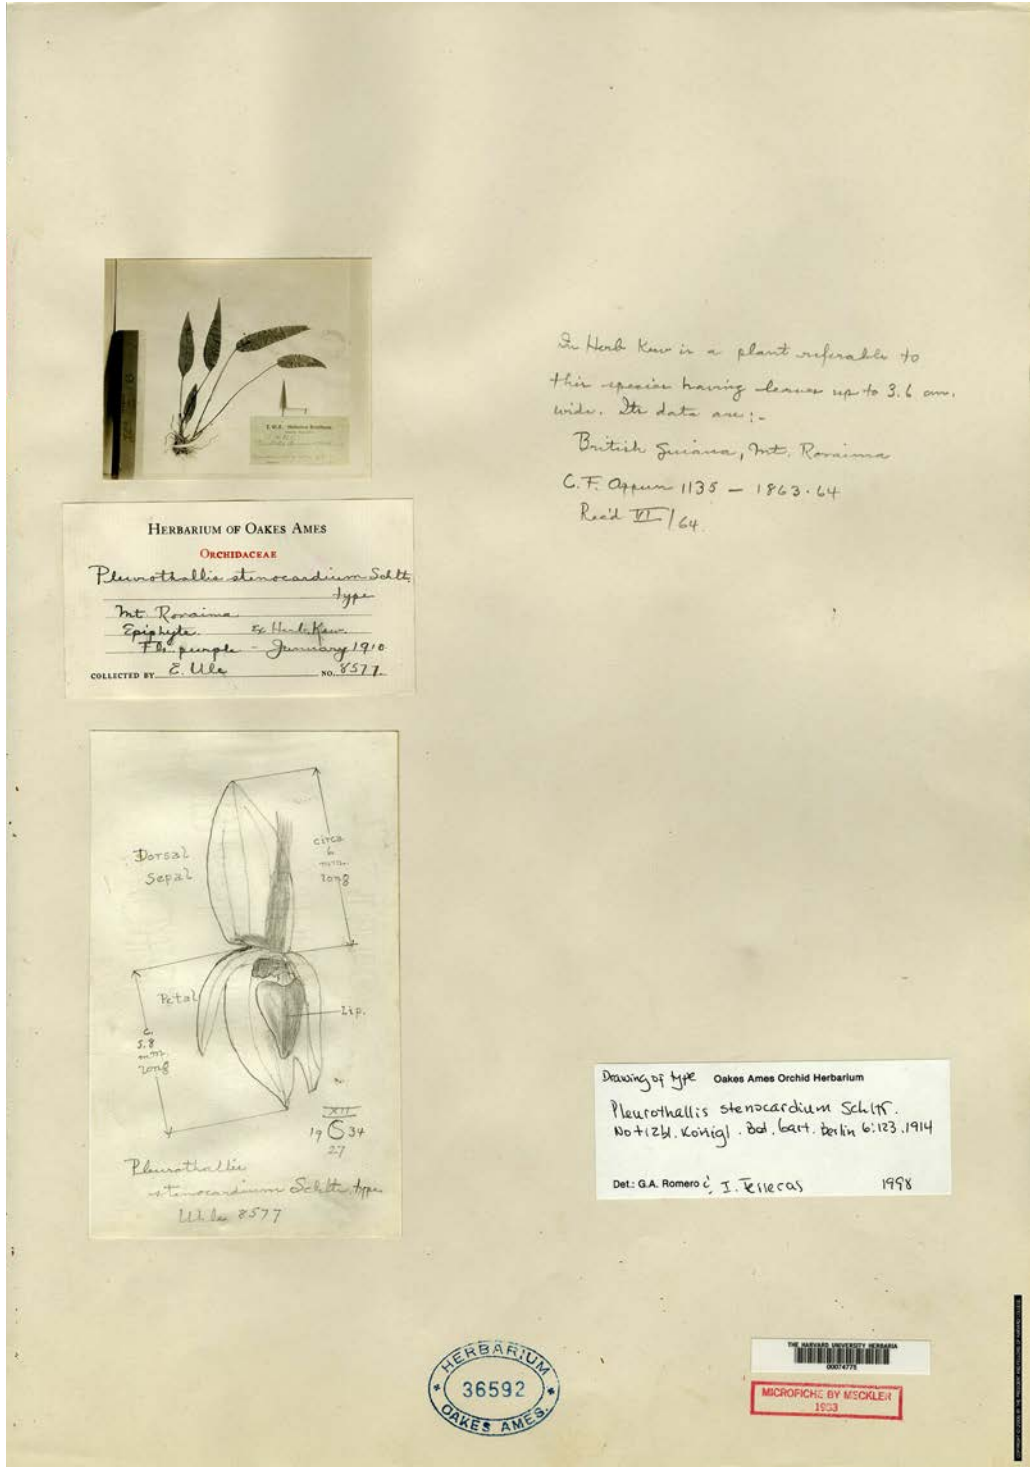 In Herb Kew is a plant referable to
this species having leaves up to 3.6 cm.
wide. Its data are:-
British Guiana, Mt. Roraima
C.F. Appun 1135 — 1863-64
Rec'd VI/64.
HERBARIUM OF OAKES AMES
ORCHIDACEAE
Pleurothallis stenocardium Schltr.
type
Mt. Roraima
Epiphyte. Ex Herb. Kew.
Fls. purple - January 1910
COLLECTED BY E. Ule NO. 8577.
Dorsal
Sepal
circa
6
mm.
long
Petal
Lip.
c.
5.8
mm.
long
XII
19 34
27
Pleurothallis
stenocardium Schltr. type
Uhle 8577
Drawing of type Oakes Ames Orchid Herbarium
Pleurothallis stenocardium Schltr.
Notizbl. Königl. Bot. Gart. Berlin 6:123.1914
Det.: G.A. Romero & I. 1998
HERBARIUM
36592
OAKES AMES.
THE HARVARD UNIVERSITY HERBARIA
00074775
MICROFICHE BY MECKLER
1983